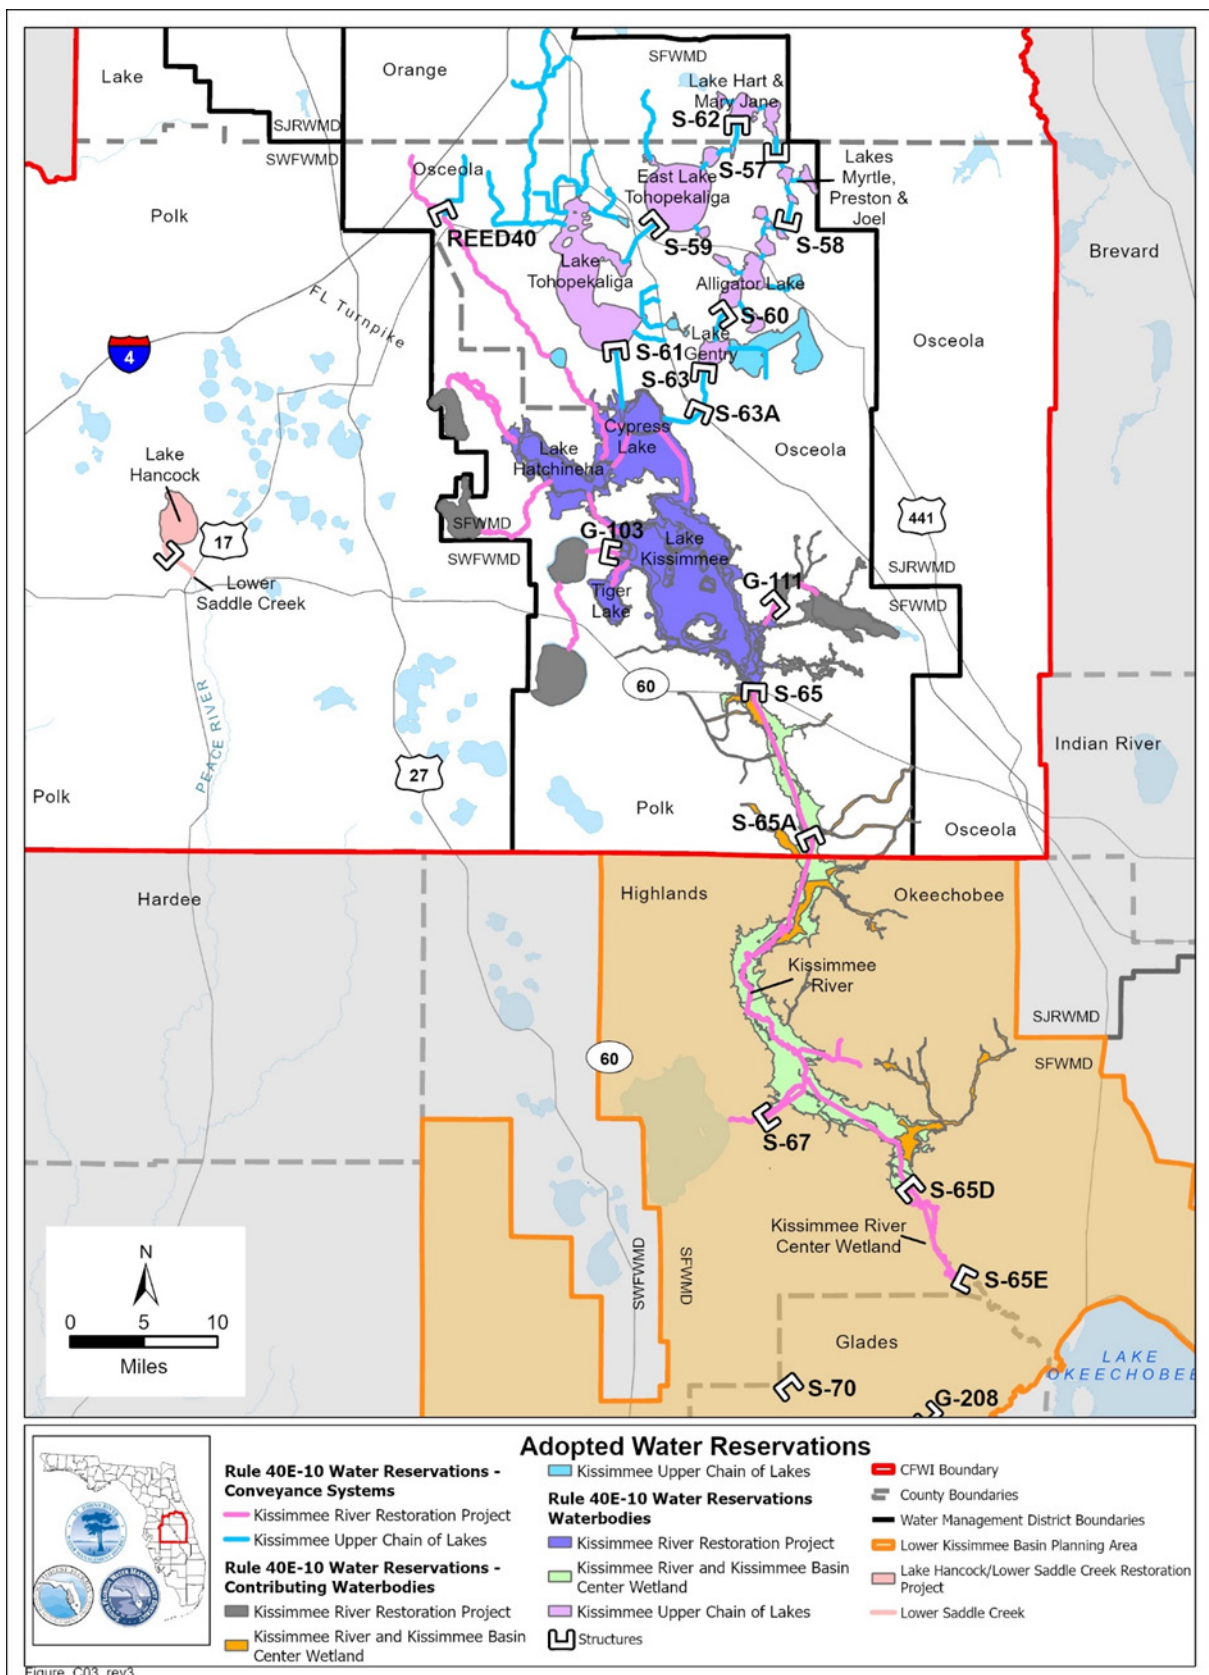 SFWMD
Lake
Orange
Lake Hart &
Mary Jane
S-62
SJRWMD
SWFWMD
S-57
Lakes
Myrtle,
Preston &
Joel
Osceola
East Lake
Tohopekaliga
Polk
REED40
S-59
S-58
Brevard
Lake
Tohopekaliga
Alligator Lake
FL Turnpike
S-60
4
S-61
Lake
Gentry
Osceola
S-63
S-63A
Cypress
Lake
Lake
Hatchineha
Osceola
Lake
Hancock
441
17
SFWMD
SWFWMD
G-103
Lake
Kissimmee
SJRWMD
Lower
Saddle Creek
Tiger
Lake
G-111
SFWMD
60
S-65
PEACE RIVER
Indian River
27
Polk
Polk
S-65A
Osceola
Hardee
Highlands
Okeechobee
Kissimmee
River
SJRWMD
60
SFWMD
S-67
S-65D
Kissimmee River
Center Wetland
SWFWMD
SFWMD
N
S-65E
0 5 10
Miles
Glades
LAKE
OKEECHOBEE
S-70
G-208
Adopted Water Reservations
Rule 40E-10 Water Reservations -
Conveyance Systems
Kissimmee River Restoration Project
Kissimmee Upper Chain of Lakes
Rule 40E-10 Water Reservations -
Contributing Waterbodies
Kissimmee River Restoration Project
Kissimmee River and Kissimmee Basin
Center Wetland
Kissimmee Upper Chain of Lakes
Rule 40E-10 Water Reservations
Waterbodies
Kissimmee River Restoration Project
Kissimmee River and Kissimmee Basin
Center Wetland
Kissimmee Upper Chain of Lakes
Structures
CFWI Boundary
County Boundaries
Water Management District Boundaries
Lower Kissimmee Basin Planning Area
Lake Hancock/Lower Saddle Creek Restoration
Project
Lower Saddle Creek
Figure_C03_rev3